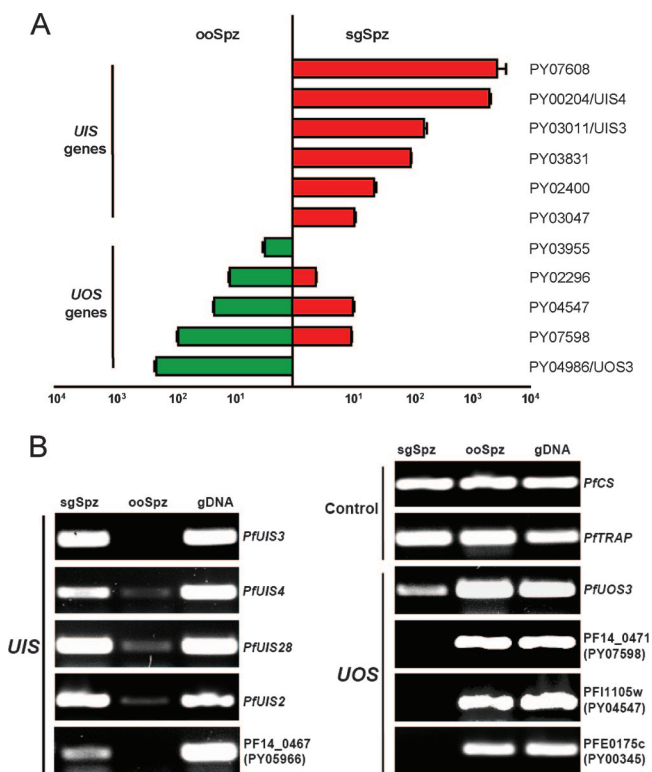 A
ooSpz
sgSpz
UIS
genes
UOS
genes
PY07608
PY00204/UIS4
PY03011/UIS3
PY03831
PY02400
PY03047
PY03955
PY02296
PY04547
PY07598
PY04986/UOS3
10⁴ 10³ 10² 10¹ 10¹ 10² 10³ 10⁴
B
sgSpz ooSpz gDNA
UIS
PfUIS3
PfUIS4
PfUIS28
PfUIS2
PF14_0467
(PY05966)
sgSpz ooSpz gDNA
Control
PfCS
PfTRAP
UOS
PfUOS3
PF14_0471
(PY07598)
PFI1105w
(PY04547)
PFE0175c
(PY00345)